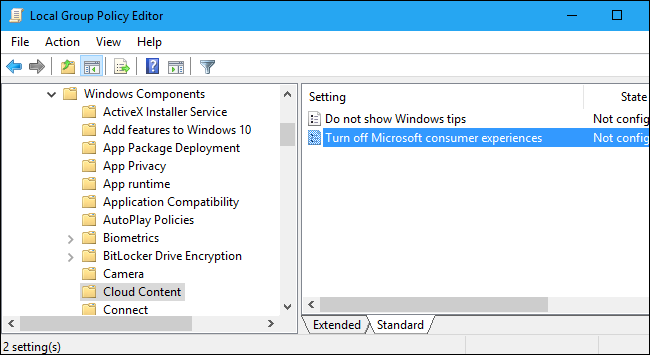 Local Group Policy Editor
File Action View Help
Windows Components
ActiveX Installer Service
Add features to Windows 10
App Package Deployment
App Privacy
App runtime
Application Compatibility
AutoPlay Policies
Biometrics
BitLocker Drive Encryption
Camera
Cloud Content
Connect
Setting State
Do not show Windows tips Not config
Turn off Microsoft consumer experiences Not config
Extended Standard
2 setting(s)